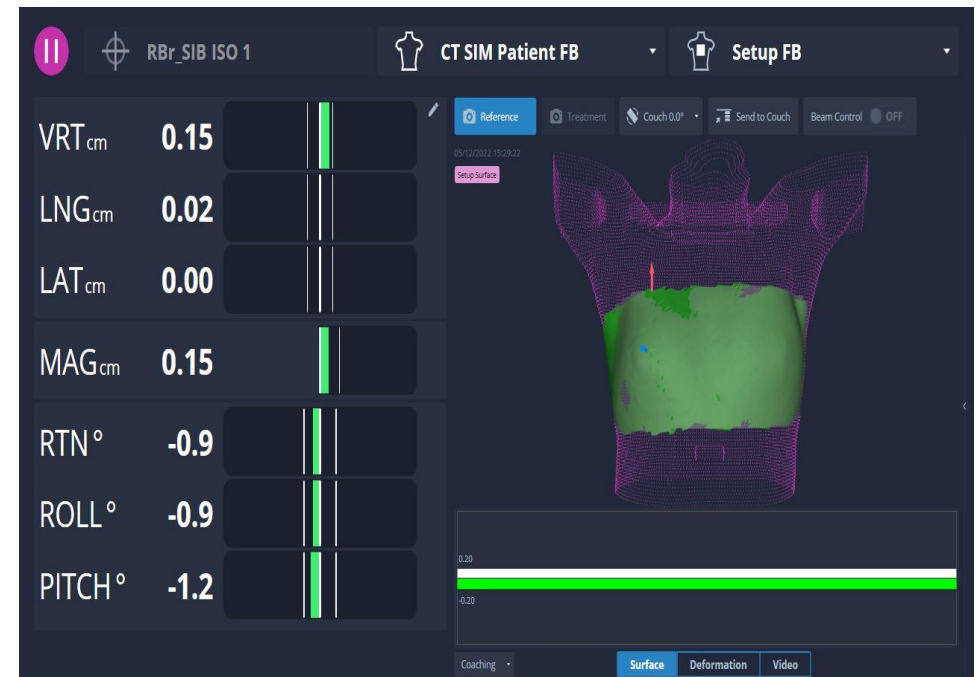 RBr_SIB ISO 1
CT SIM Patient FB
Setup FB
VRT cm 0.15
LNG cm 0.02
LAT cm 0.00
MAG cm 0.15
RTN ° -0.9
ROLL ° -0.9
PITCH ° -1.2
Reference
Treatment
Couch 0.0°
Send to Couch
Beam Control OFF
05/12/2022 15:29:22
Setup Surface
0.20
-0.20
Coaching
Surface
Deformation
Video